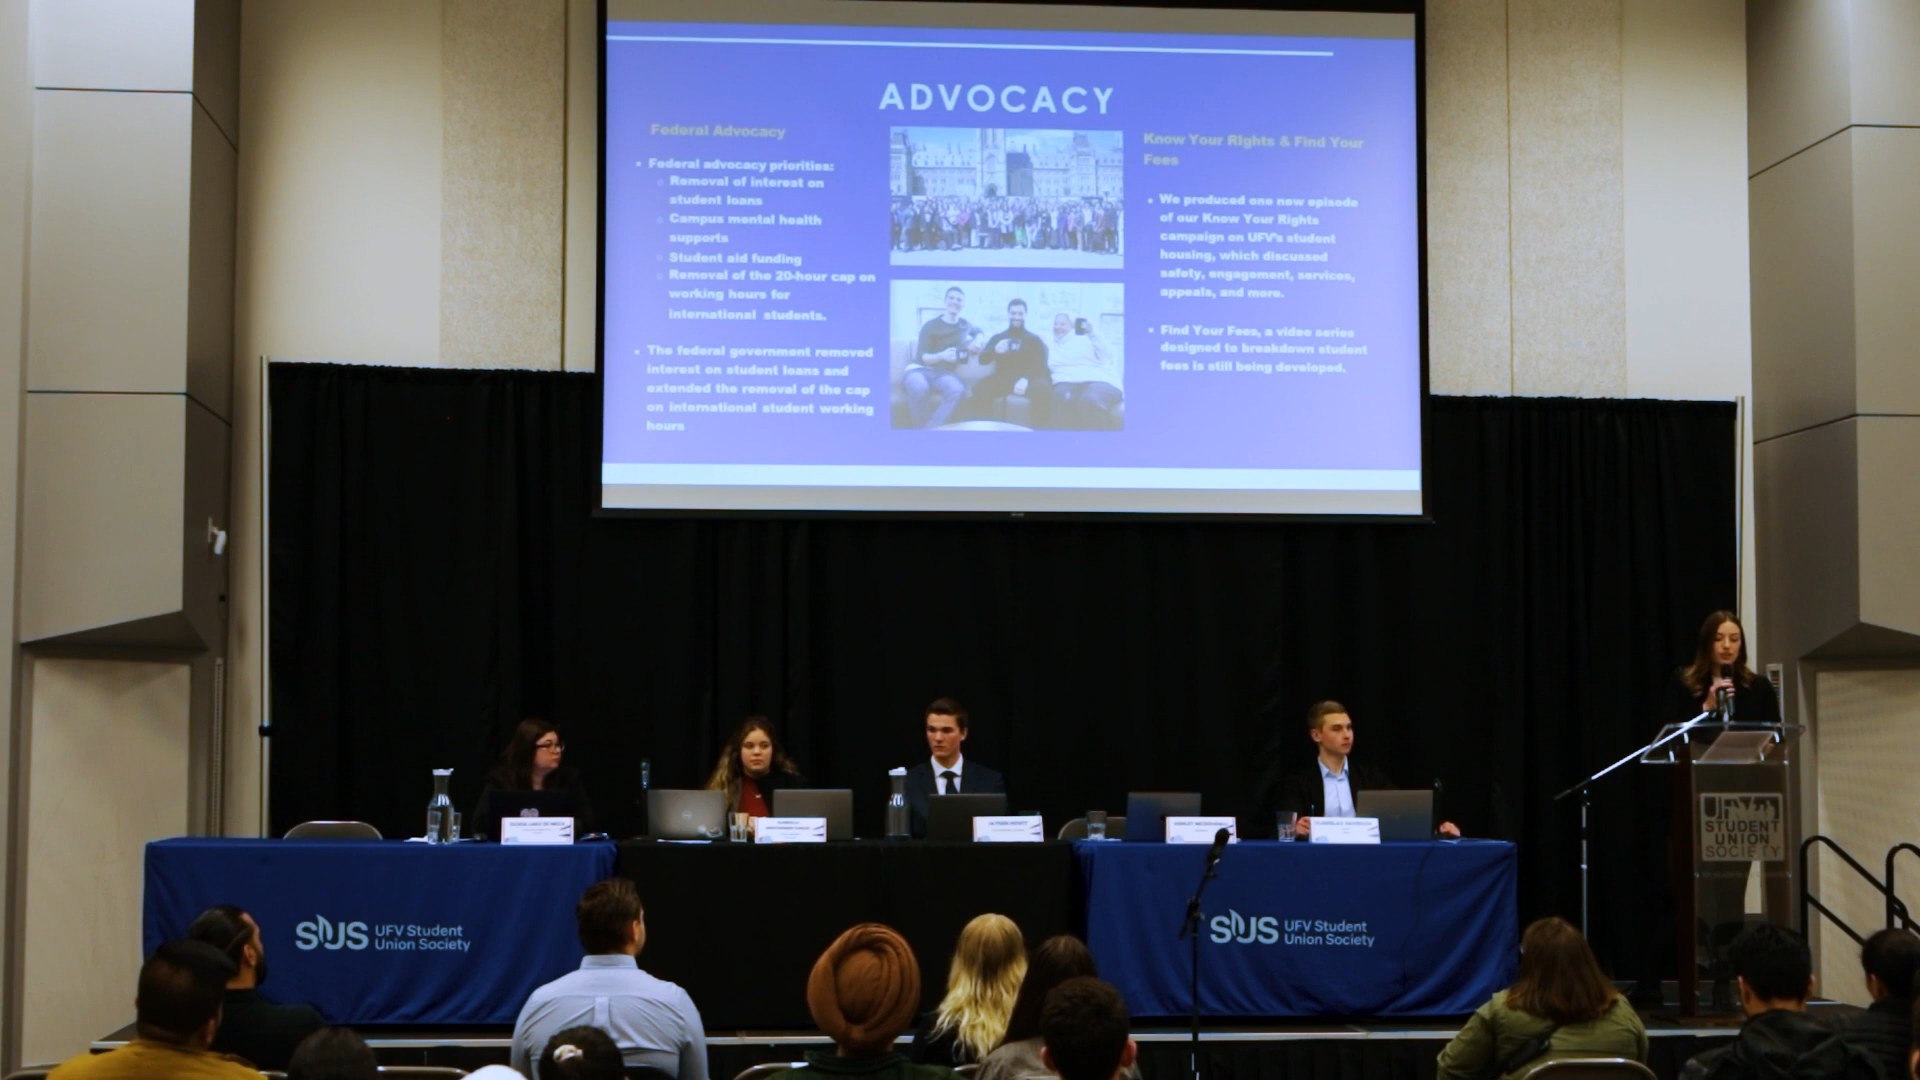 ADVOCACY
Federal Advocacy
Federal advocacy priorities:
Removal of interest on
student loans
Campus mental health
supports
Student aid funding
Removal of the 20-hour cap on
working hours for
international students.
The federal government removed
interest on student loans and
extended the removal of the cap
on international student working
hours
Know Your Rights & Find Your
Fees
We produced one new episode
of our Know Your Rights
campaign on UFV's student
housing, which discussed
safety, engagement, services,
appeals, and more.
Find Your Fees, a video series
designed to breakdown student
fees is still being developed.
UFV
STUDENT
UNION
SOCIETY
SUS UFV Student
Union Society
SUS UFV Student
Union Society